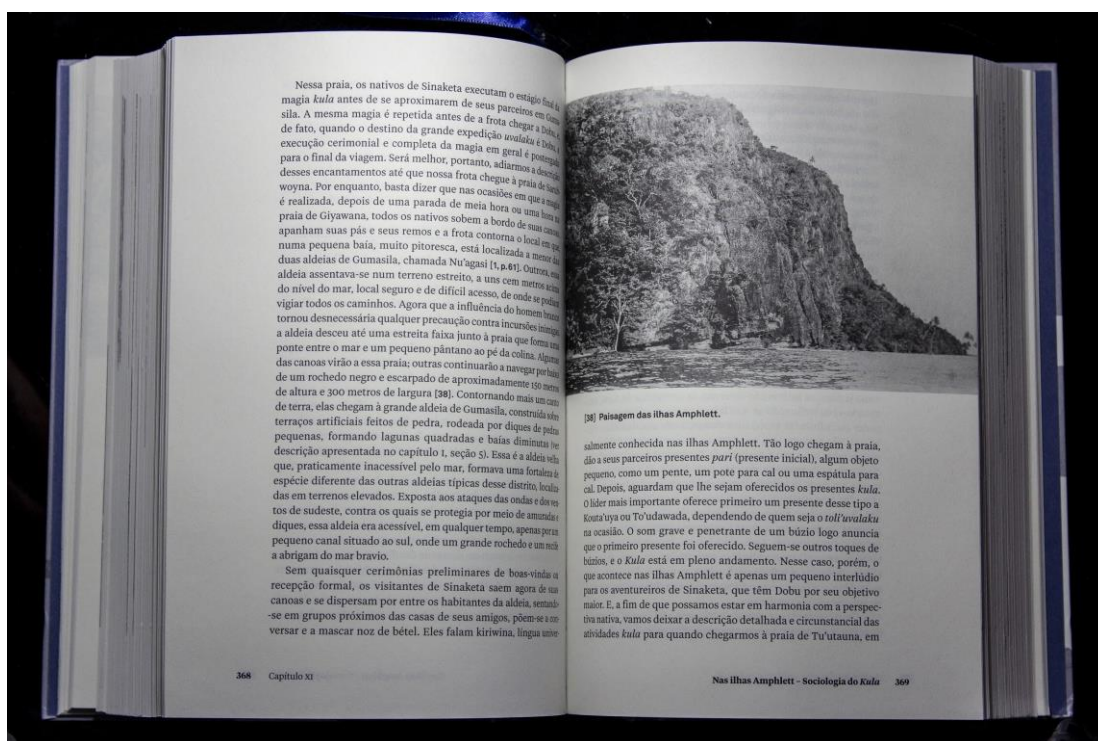 Nessa praia, os nativos de Sinaketa executam o estágio final da
magia kula antes de se aproximarem de seus parceiros em Guma-
sila. A mesma magia é repetida antes de a frota chegar a Dobu, e,
de fato, quando o destino da grande expedição uvalaku é Dobu, a
execução cerimonial e completa da magia em geral é postergada
para o final da viagem. Será melhor, portanto, adiarmos a descrição
desses encantamentos até que nossa frota chegue à praia de
woyna. Por enquanto, basta dizer que nas ocasiões em que a magia
é realizada, depois de uma parada de meia hora ou uma hora na
praia de Giyawana, todos os nativos sobem a bordo de suas canoas,
apanham suas pás e seus remos e a frota contorna o local em que,
numa pequena baía, muito pitoresca, está localizada a menor das
duas aldeias de Gumasila, chamada Nu'agasi [1, p.61]. Outrora, essa
aldeia assentava-se num terreno estreito, a uns cem metros acima
do nível do mar, local seguro e de difícil acesso, de onde se podiam
vigiar todos os caminhos. Agora que a influência do homem branco
tornou desnecessária qualquer precaução contra incursões inimigas,
a aldeia desceu até uma estreita faixa junto à praia que forma uma
ponte entre o mar e um pequeno pântano ao pé da colina. Algumas
das canoas virão a essa praia; outras continuarão a navegar por baixo
de um rochedo negro e escarpado de aproximadamente 150 metros
de altura e 300 metros de largura [38]. Contornando mais um canto
de terra, elas chegam à grande aldeia de Gumasila, construída sobre
terraços artificiais feitos de pedra, rodeada por diques de pedras
pequenas, formando lagunas quadradas e baías diminutas (ver
descrição apresentada no capítulo I, seção 5). Essa é a aldeia velha
que, praticamente inacessível pelo mar, formava uma fortaleza de
espécie diferente das outras aldeias típicas desse distrito, localiza-
das em terrenos elevados. Exposta aos ataques das ondas e dos ven-
tos de sudeste, contra os quais se protegia por meio de amuradas e
diques, essa aldeia era acessível, em qualquer tempo, apenas por um
pequeno canal situado ao sul, onde um grande rochedo e um recife
a abrigam do mar bravio.
Sem quaisquer cerimônias preliminares de boas-vindas ou
recepção formal, os visitantes de Sinaketa saem agora de suas
canoas e se dispersam por entre os habitantes da aldeia, sentando-
-se em grupos próximos das casas de seus amigos, põem-se a con-
versar e a mascar noz de bétel. Eles falam kiriwina, língua univer-
368 Capítulo XI
[38] Paisagem das ilhas Amphlett.
salmente conhecida nas ilhas Amphlett. Tão logo chegam à praia,
dão a seus parceiros presentes pari (presente inicial), algum objeto
pequeno, como um pente, um pote para cal ou uma espátula para
cal. Depois, aguardam que lhe sejam oferecidos os presentes kula.
O líder mais importante oferece primeiro um presente desse tipo a
Kouta'uya ou To'udawada, dependendo de quem seja o toli'uvalaku
na ocasião. O som grave e penetrante de um búzio logo anuncia
que o primeiro presente foi oferecido. Seguem-se outros toques de
búzios, e o Kula está em pleno andamento. Nesse caso, porém, o
que acontece nas ilhas Amphlett é apenas um pequeno interlúdio
para os aventureiros de Sinaketa, que têm Dobu por seu objetivo
maior. E, a fim de que possamos estar em harmonia com a perspec-
tiva nativa, vamos deixar a descrição detalhada e circunstancial das
atividades kula para quando chegarmos à praia de Tu'utauna, em
Nas ilhas Amphlett – Sociologia do Kula 369